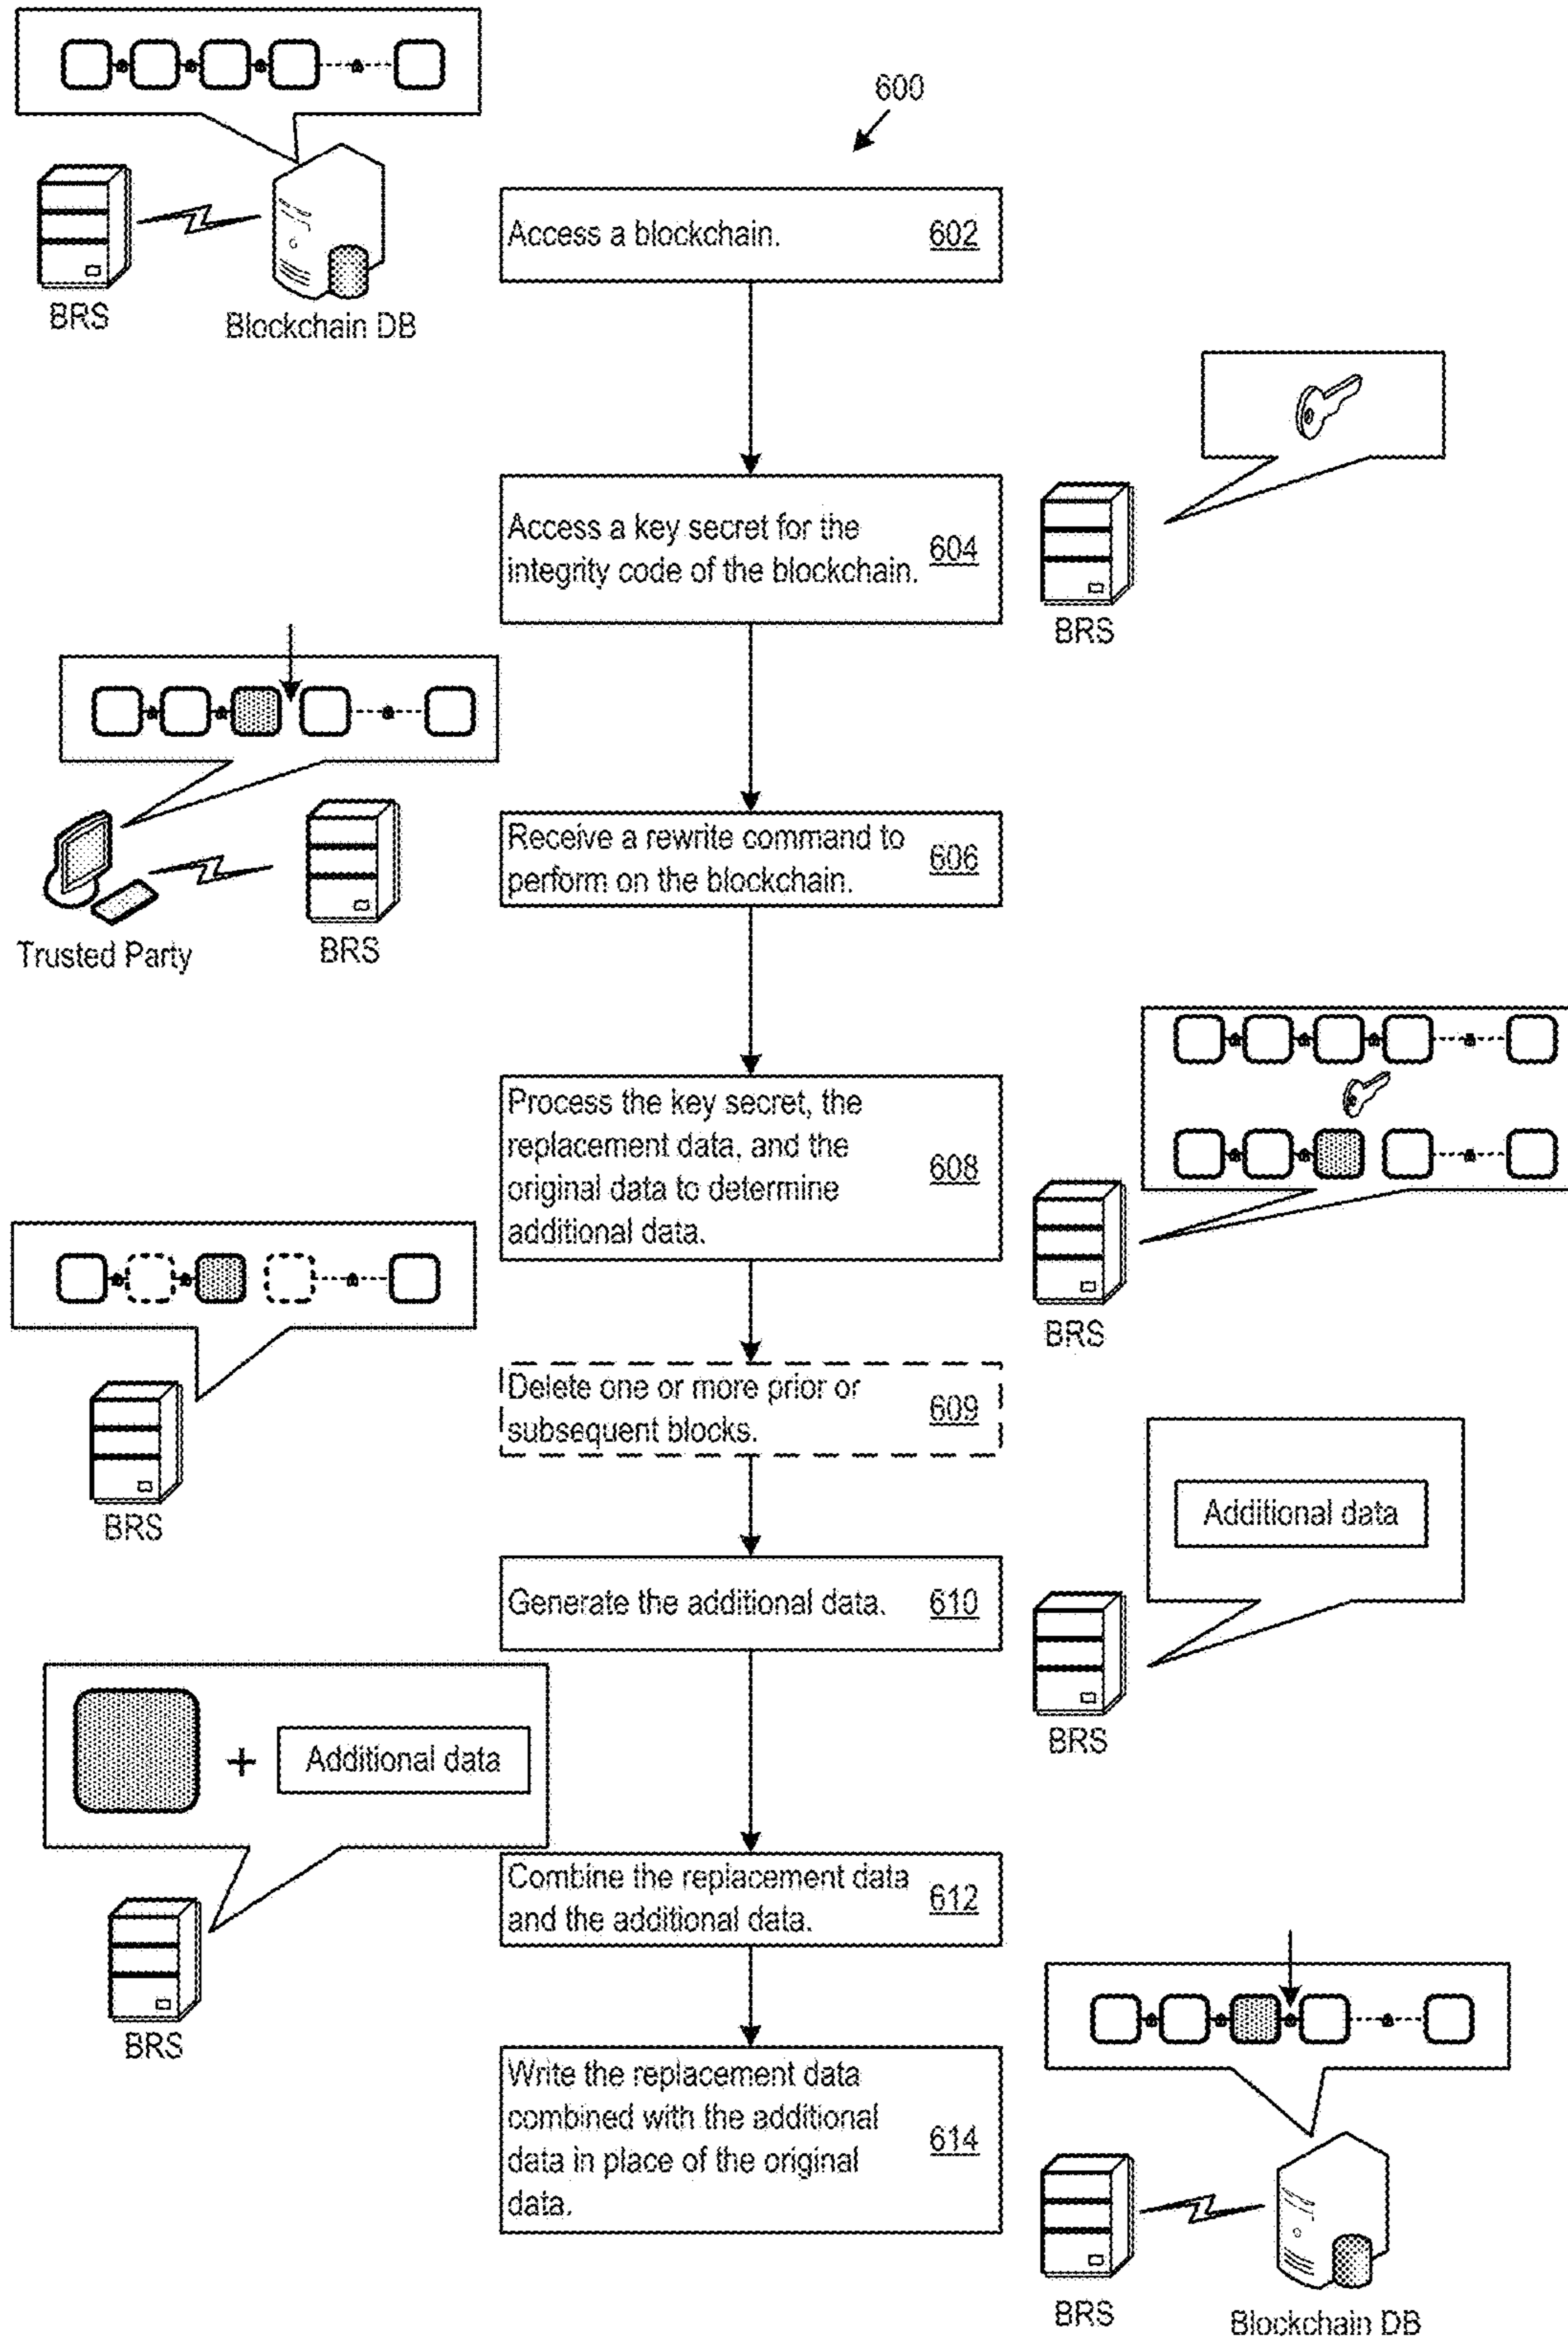 600
BRS
Blockchain DB
Access a blockchain. 602
Access a key secret for the
integrity code of the blockchain.
604
BRS
Receive a rewrite command to
perform on the blockchain.
606
Trusted Party
BRS
Process the key secret, the
replacement data, and the
original data to determine
additional data.
608
BRS
Delete one or more prior or
subsequent blocks.
609
BRS
Additional data
Generate the additional data. 610
BRS
Additional data
Combine the replacement data
and the additional data.
612
BRS
Write the replacement data
combined with the additional
data in place of the original
data.
614
BRS
Blockchain DB